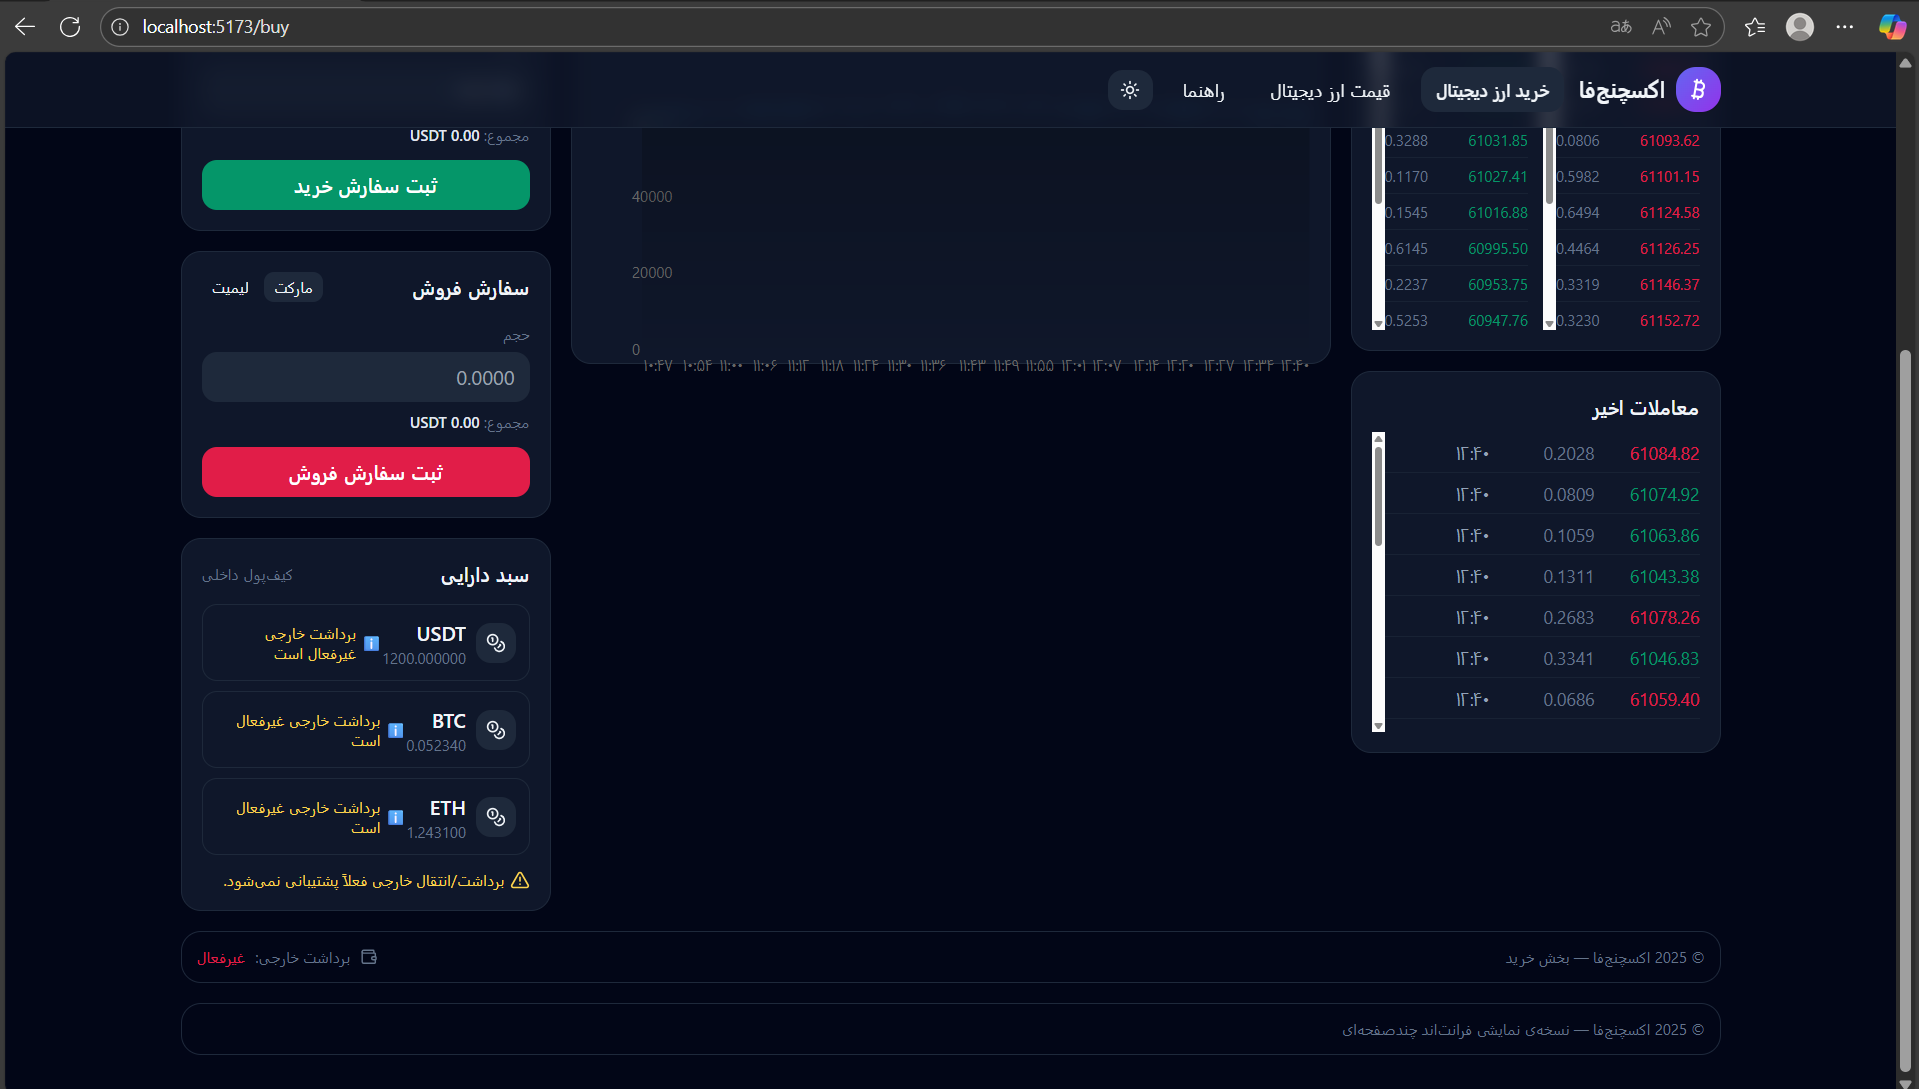 localhost:5173/buy
اکسچنج‌فا
خرید ارز دیجیتال
قیمت ارز دیجیتال
راهنما
61093.62 0.0806 61031.85 0.3288
61101.15 0.5982 61027.41 0.1170
61124.58 0.6494 61016.88 0.1545
61126.25 0.4464 60995.50 0.6145
61146.37 0.3319 60953.75 0.2237
61152.72 0.3230 60947.76 0.5253
معاملات اخیر
61084.82 0.2028 ۱۲:۴۰
61074.92 0.0809 ۱۲:۴۰
61063.86 0.1059 ۱۲:۴۰
61043.38 0.1311 ۱۲:۴۰
61078.26 0.2683 ۱۲:۴۰
61046.83 0.3341 ۱۲:۴۰
61059.40 0.0686 ۱۲:۴۰
40000
20000
0
۱۰:۴۷ ۱۰:۵۴ ۱۱:۰۰ ۱۱:۰۶ ۱۱:۱۲ ۱۱:۱۸ ۱۱:۲۴ ۱۱:۳۰ ۱۱:۳۶ ۱۱:۴۳ ۱۱:۴۹ ۱۱:۵۵ ۱۲:۰۱ ۱۲:۰۷ ۱۲:۱۴ ۱۲:۲۰ ۱۲:۲۷ ۱۲:۳۴ ۱۲:۴۰
مجموع: 0.00 USDT
ثبت سفارش خرید
سفارش فروش
مارکت
لیمیت
حجم
0.0000
مجموع: 0.00 USDT
ثبت سفارش فروش
سبد دارایی
کیف‌پول داخلی
USDT
1200.000000
برداشت خارجی
غیرفعال است
BTC
0.052340
برداشت خارجی غیرفعال
است
ETH
1.243100
برداشت خارجی غیرفعال
است
برداشت/انتقال خارجی فعلاً پشتیبانی نمی‌شود.
© 2025 اکسچنج‌فا — بخش خرید
برداشت خارجی: غیرفعال
© 2025 اکسچنج‌فا — نسخه‌ی نمایشی فرانت‌اند چندصفحه‌ای